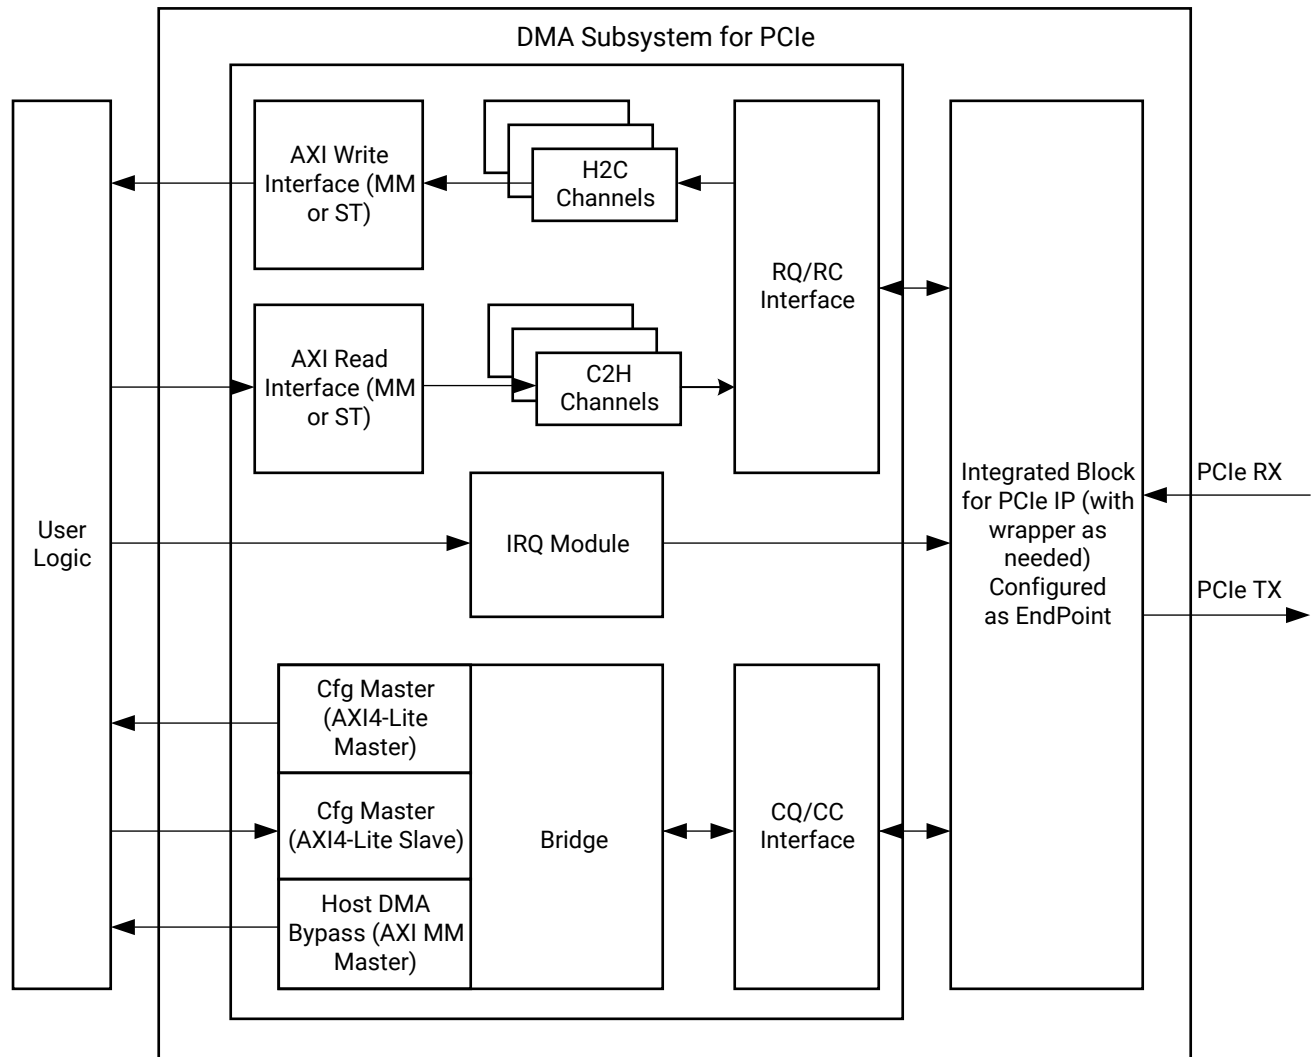 DMA Subsystem for PCIe
AXI Write
Interface (MM
or ST)
H2C
Channels
RQ/RC
Interface
AXI Read
Interface (MM
or ST)
C2H
Channels
User
Logic
IRQ Module
Integrated Block
for PCIe IP (with
wrapper as
needed)
Configured
as EndPoint
PCIe RX
PCIe TX
Cfg Master
(AXI4-Lite
Master)
Cfg Master
(AXI4-Lite Slave)
Host DMA
Bypass (AXI MM
Master)
Bridge
CQ/CC
Interface